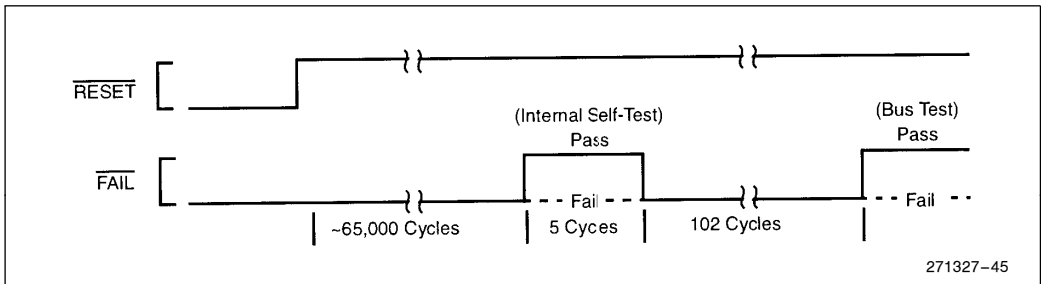 RESET
(Internal Self-Test)
Pass
(Bus Test)
Pass
FAIL
Fail
Fail
~65,000 Cycles
5 Cyces
102 Cycles
271327–45